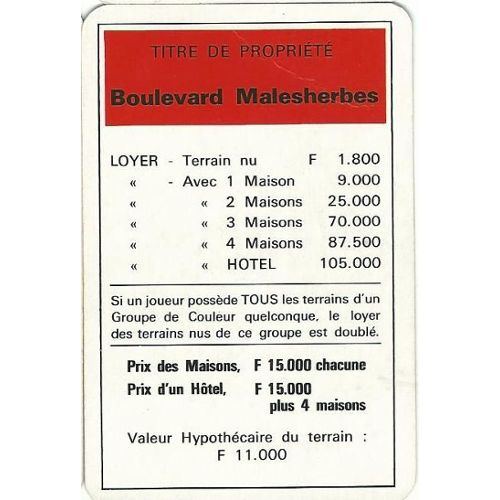 TITRE DE PROPRIÉTÉ
Boulevard Malesherbes
LOYER - Terrain nu F 1.800
« - Avec 1 Maison 9.000
« « 2 Maisons 25.000
« « 3 Maisons 70.000
« « 4 Maisons 87.500
« « HOTEL 105.000
Si un joueur possède TOUS les terrains d'un
Groupe de Couleur quelconque, le loyer
des terrains nus de ce groupe est doublé.
Prix des Maisons, F 15.000 chacune
Prix d'un Hôtel, F 15.000
plus 4 maisons
Valeur Hypothécaire du terrain :
F 11.000